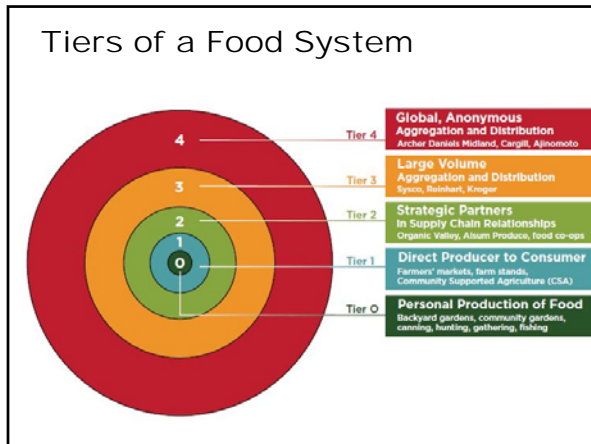 Tiers of a Food System
4
3
2
1
0
Tier 4
Global, Anonymous
Aggregation and Distribution
Archer Daniels Midland, Cargill, Ajinomoto
Tier 3
Large Volume
Aggregation and Distribution
Sysco, Reinhart, Kroger
Tier 2
Strategic Partners
In Supply Chain Relationships
Organic Valley, Alsum Produce, food co-ops
Tier 1
Direct Producer to Consumer
Farmers' markets, farm stands,
Community Supported Agriculture (CSA)
Tier 0
Personal Production of Food
Backyard gardens, community gardens,
canning, hunting, gathering, fishing